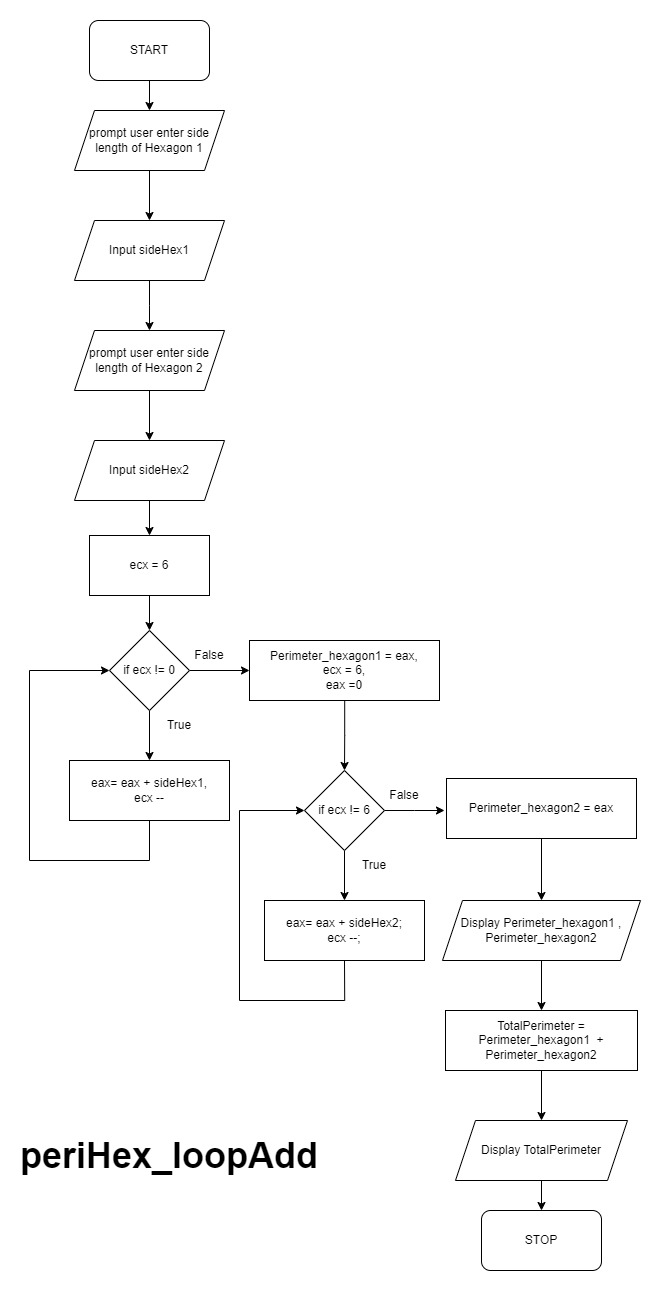 START
prompt user enter side
length of Hexagon 1
Input sideHex1
prompt user enter side
length of Hexagon 2
Input sideHex2
ecx = 6
if ecx != 0
False
True
eax= eax + sideHex1,
ecx --
Perimeter_hexagon1 = eax,
ecx = 6,
eax =0
if ecx != 6
False
True
eax= eax + sideHex2;
ecx --;
Perimeter_hexagon2 = eax
Display Perimeter_hexagon1 ,
Perimeter_hexagon2
TotalPerimeter =
Perimeter_hexagon1 +
Perimeter_hexagon2
Display TotalPerimeter
STOP
periHex_loopAdd